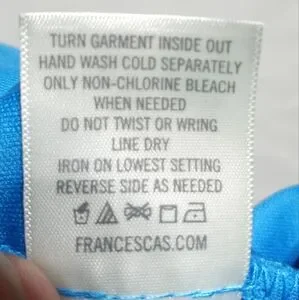 TURN GARMENT INSIDE OUT
HAND WASH COLD SEPARATELY
ONLY NON-CHLORINE BLEACH
WHEN NEEDED
DO NOT TWIST OR WRING
LINE DRY
IRON ON LOWEST SETTING
REVERSE SIDE AS NEEDED
FRANCESCAS.COM